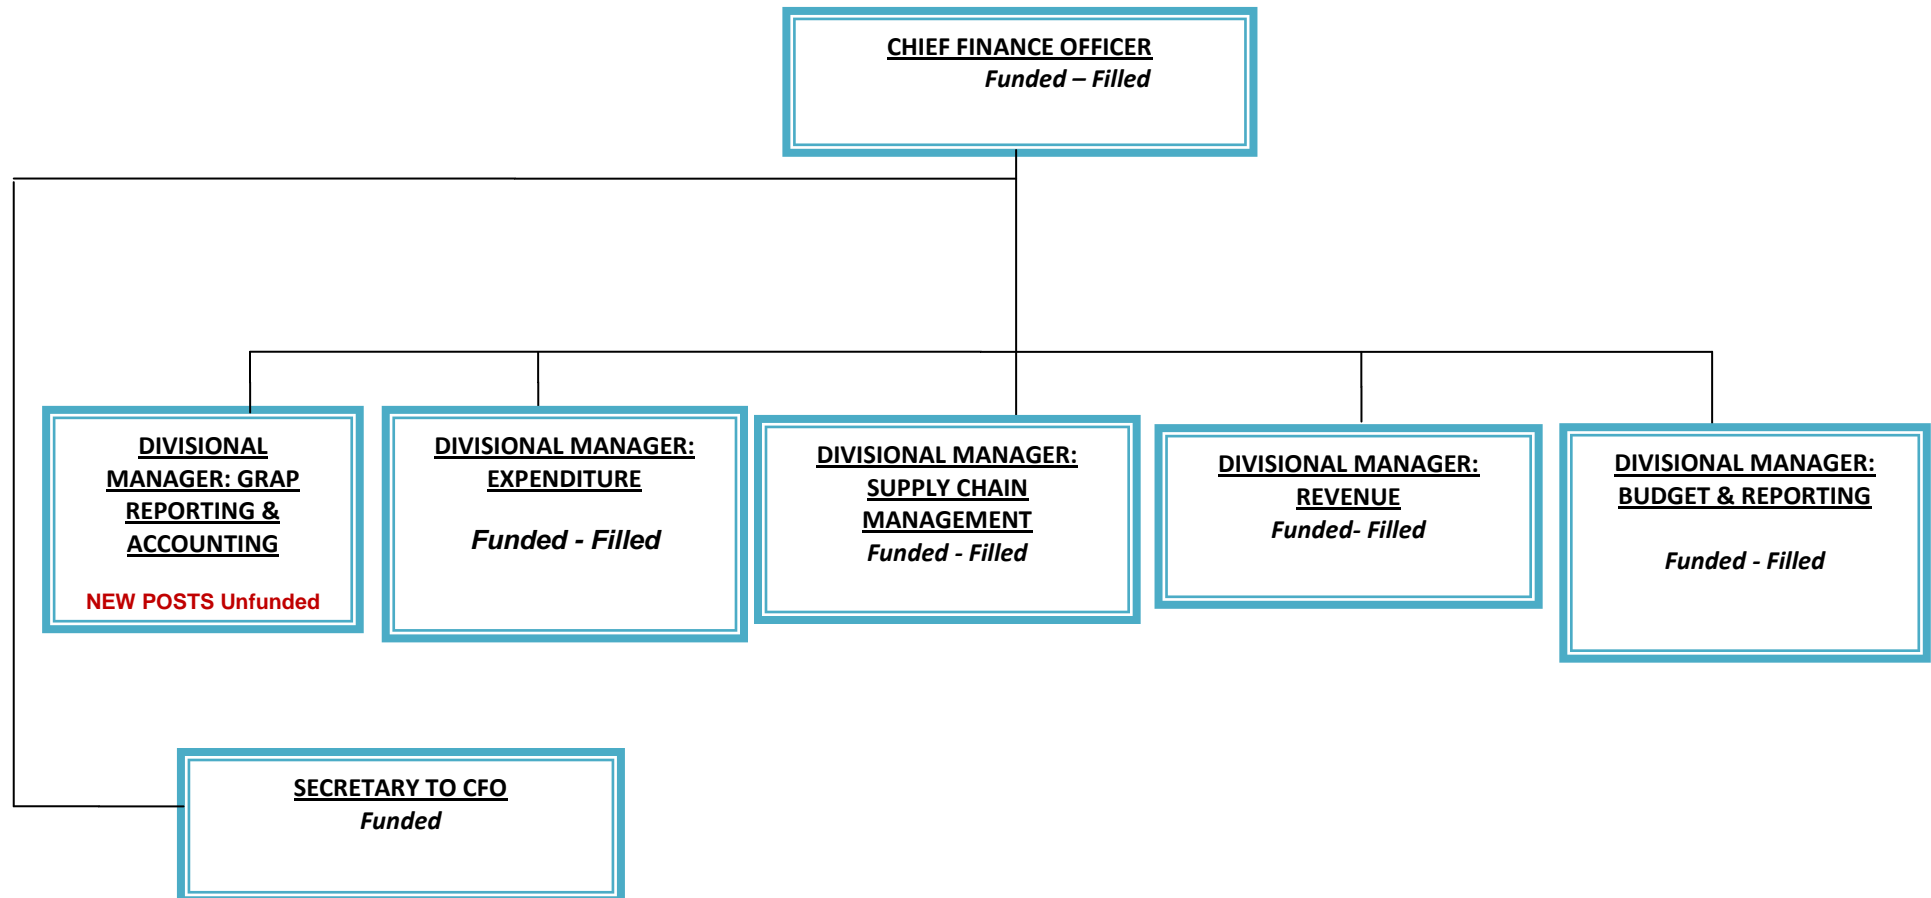 CHIEF FINANCE OFFICER
Funded – Filled
DIVISIONAL
MANAGER: GRAP
REPORTING &
ACCOUNTING
NEW POSTS Unfunded
DIVISIONAL MANAGER:
EXPENDITURE
Funded - Filled
DIVISIONAL MANAGER:
SUPPLY CHAIN
MANAGEMENT
Funded - Filled
DIVISIONAL MANAGER:
REVENUE
Funded- Filled
DIVISIONAL MANAGER:
BUDGET & REPORTING
Funded - Filled
SECRETARY TO CFO
Funded